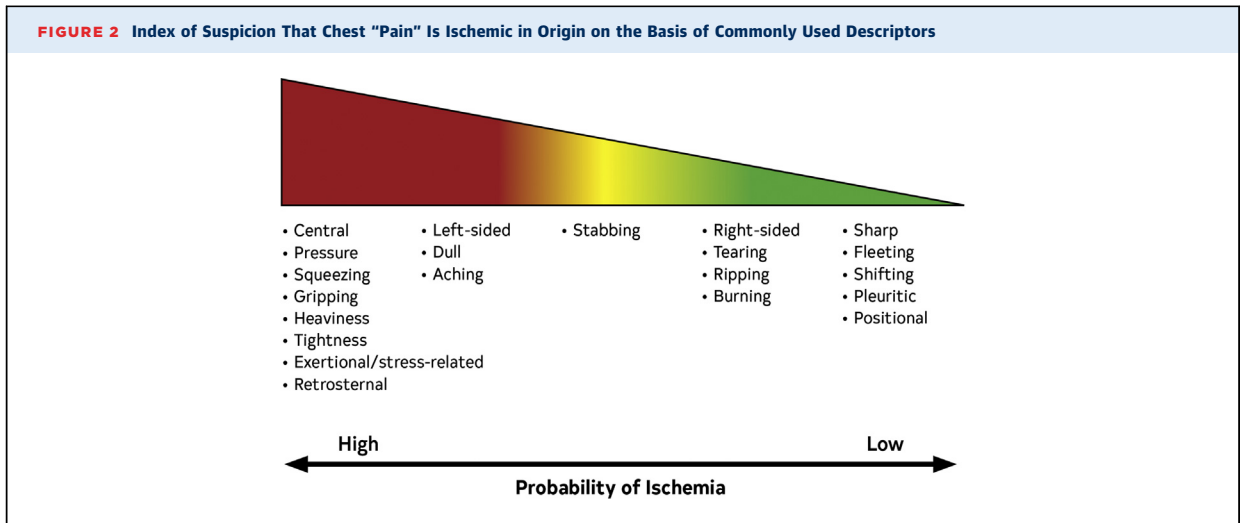 FIGURE 2 Index of Suspicion That Chest “Pain” Is Ischemic in Origin on the Basis of Commonly Used Descriptors
• Central
• Pressure
• Squeezing
• Gripping
• Heaviness
• Tightness
• Exertional/stress-related
• Retrosternal
• Left-sided
• Dull
• Aching
• Stabbing
• Right-sided
• Tearing
• Ripping
• Burning
• Sharp
• Fleeting
• Shifting
• Pleuritic
• Positional
High
Low
Probability of Ischemia